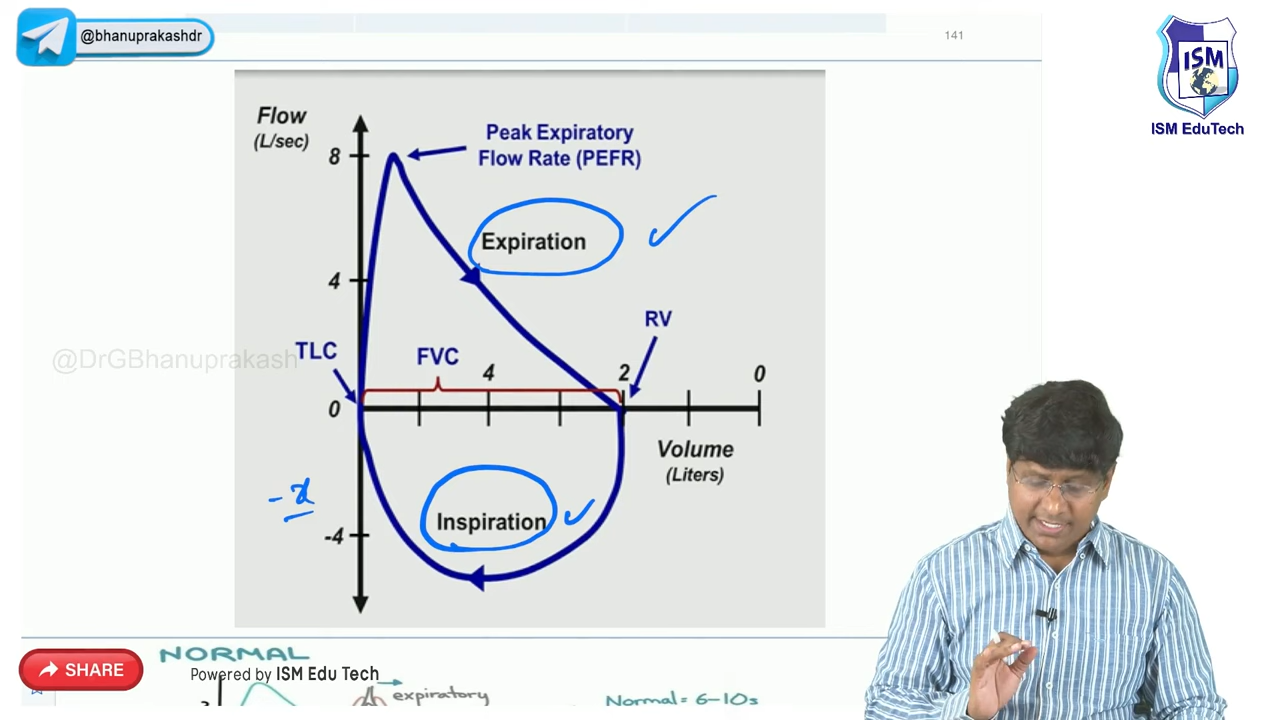 @bhanuprakashdr
141
ISM
ISM EduTech
Flow
(L/sec)
8
Peak Expiratory
Flow Rate (PEFR)
Expiration
4
RV
@DrGBhanuprakash
TLC
FVC
4
2
0
0
Volume
(Liters)
-x
Inspiration
-4
NORMAL
SHARE
Powered by ISM Edu Tech
expiratory
Normal = 6-10s